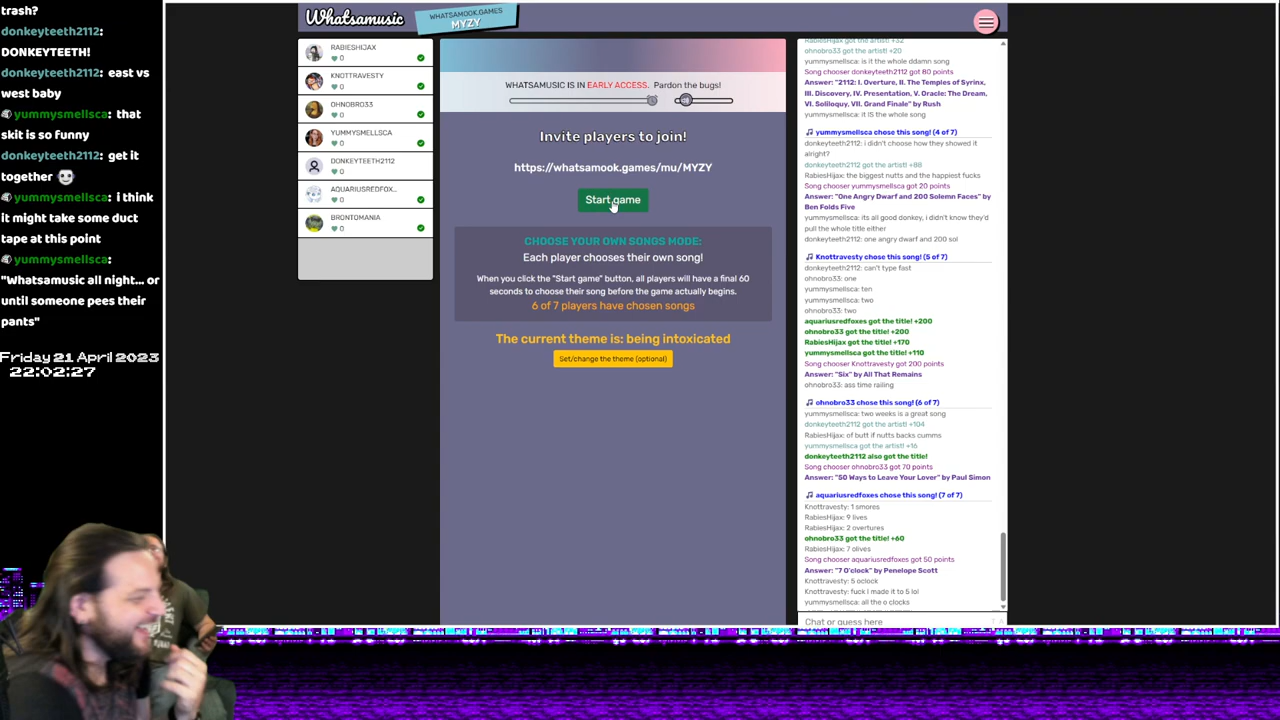 trash?
donkeyteeth2112:
DONKEYTEETH!
donkeyteeth2112: east vs
west baby
yummysmellsca: that
skit is so funny
donkeyteeth2112: get it
together
yummysmellsca: I think
it might take some duct
tape at this point
yummysmellsca:
"World's music party
until someone pees their
pants"
Friday 21 April 2023
22:02:27
Whatsamusic
WHATSAMOOK.GAMES
MYZY
RABIESHIJAX
0
KNOTTRAVESTY
0
OHNOBRO33
0
YUMMYSMELLSCA
0
DONKEYTEETH2112
0
AQUARIUSREDFOX...
0
BRONTOMANIA
0
WHATSAMUSIC IS IN EARLY ACCESS. Pardon the bugs!
Invite players to join!
https://whatsamook.games/mu/MYZY
Start game
CHOOSE YOUR OWN SONGS MODE:
Each player chooses their own song!
When you click the "Start game" button, all players will have a final 60
seconds to choose their song before the game actually begins.
6 of 7 players have chosen songs
The current theme is: being intoxicated
Set/change the theme (optional)
RabiesHijax got the artist! +32
ohnobro33 got the artist! +20
yummysmellsca: is it the whole ddamn song
Song chooser donkeyteeth2112 got 80 points
Answer: "2112: I. Overture, II. The Temples of Syrinx,
III. Discovery, IV. Presentation, V. Oracle: The Dream,
VI. Soliloquy, VII. Grand Finale" by Rush
yummysmellsca: it IS the whole song
yummysmellsca chose this song! (4 of 7)
donkeyteeth2112: i didn't choose how they showed it
alright?
donkeyteeth2112 got the artist! +88
RabiesHijax: the biggest nutts and the happiest fucks
Song chooser yummysmellsca got 20 points
Answer: "One Angry Dwarf and 200 Solemn Faces" by
Ben Folds Five
yummysmellsca: its all good donkey, i didn't know they'd
pull the whole title either
donkeyteeth2112: one angry dwarf and 200 sol
Knottravesty chose this song! (5 of 7)
donkeyteeth2112: can't type fast
ohnobro33: one
yummysmellsca: ten
yummysmellsca: two
ohnobro33: two
aquariusredfoxes got the title! +200
ohnobro33 got the title! +200
RabiesHijax got the title! +170
yummysmellsca got the title! +110
Song chooser Knottravesty got 200 points
Answer: "Six" by All That Remains
ohnobro33: ass time railing
ohnobro33 chose this song! (6 of 7)
yummysmellsca: two weeks is a great song
donkeyteeth2112 got the artist! +104
RabiesHijax: of butt if nutts backs cumms
yummysmellsca got the artist! +16
donkeyteeth2112 also got the title!
Song chooser ohnobro33 got 70 points
Answer: "50 Ways to Leave Your Lover" by Paul Simon
aquariusredfoxes chose this song! (7 of 7)
Knottravesty: 1 smores
RabiesHijax: 9 lives
RabiesHijax: 2 overtures
ohnobro33 got the title! +60
RabiesHijax: 7 olives
Song chooser aquariusredfoxes got 50 points
Answer: "7 O'clock" by Penelope Scott
Knottravesty: 5 oclock
Knottravesty: fuck i made it to 5 lol
yummysmellsca: all the o clocks
Chat or guess here